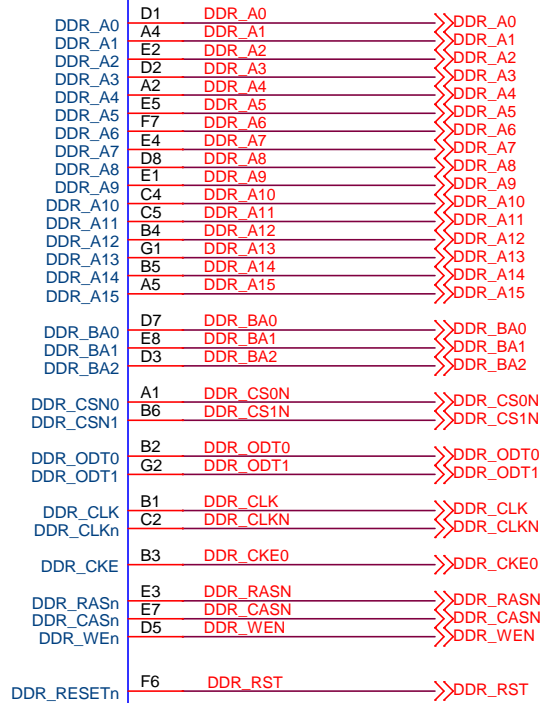 DDR_A0 D1 DDR_A0 DDR_A0
DDR_A1 A4 DDR_A1 DDR_A1
DDR_A2 E2 DDR_A2 DDR_A2
DDR_A3 D2 DDR_A3 DDR_A3
DDR_A4 A2 DDR_A4 DDR_A4
DDR_A5 E5 DDR_A5 DDR_A5
DDR_A6 F7 DDR_A6 DDR_A6
DDR_A7 E4 DDR_A7 DDR_A7
DDR_A8 D8 DDR_A8 DDR_A8
DDR_A9 E1 DDR_A9 DDR_A9
DDR_A10 C4 DDR_A10 DDR_A10
DDR_A11 C5 DDR_A11 DDR_A11
DDR_A12 B4 DDR_A12 DDR_A12
DDR_A13 G1 DDR_A13 DDR_A13
DDR_A14 B5 DDR_A14 DDR_A14
DDR_A15 A5 DDR_A15 DDR_A15
DDR_BA0 D7 DDR_BA0 DDR_BA0
DDR_BA1 E8 DDR_BA1 DDR_BA1
DDR_BA2 D3 DDR_BA2 DDR_BA2
DDR_CSN0 A1 DDR_CS0N DDR_CS0N
DDR_CSN1 B6 DDR_CS1N DDR_CS1N
DDR_ODT0 B2 DDR_ODT0 DDR_ODT0
DDR_ODT1 G2 DDR_ODT1 DDR_ODT1
DDR_CLK B1 DDR_CLK DDR_CLK
DDR_CLKn C2 DDR_CLKN DDR_CLKN
DDR_CKE B3 DDR_CKE0 DDR_CKE0
DDR_RASn E3 DDR_RASN DDR_RASN
DDR_CASn E7 DDR_CASN DDR_CASN
DDR_WEn D5 DDR_WEN DDR_WEN
DDR_RESETn F6 DDR_RST DDR_RST